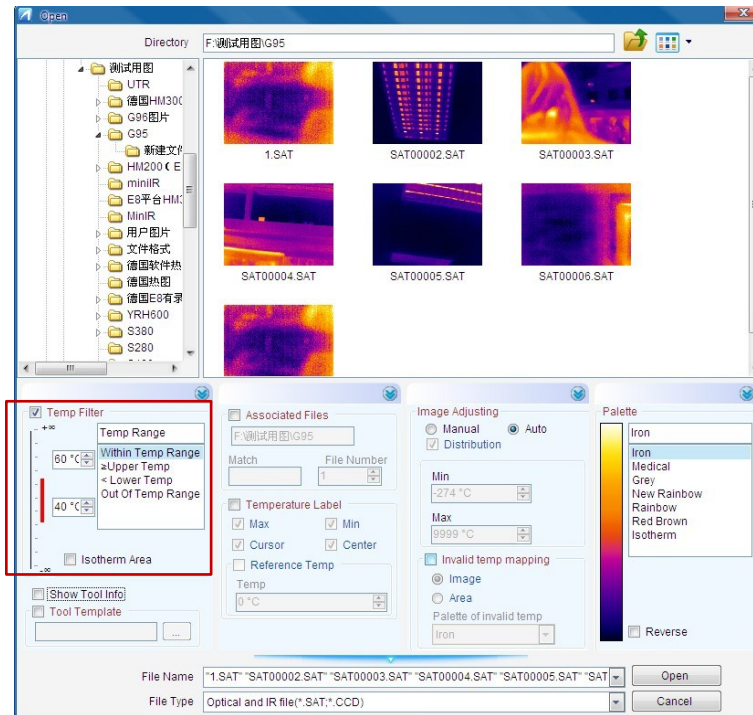 Open
Directory
F:\测试用图\G95
测试用图
UTR
德国HM300
G96图片
G95
新建文件
HM200 ( E
miniIR
E8平台HM:
MinIR
用户图片
文件格式
德国软件热
德国热图
德国E8有录
YRH600
S380
S280
1.SAT
SAT00002.SAT
SAT00003.SAT
SAT00004.SAT
SAT00005.SAT
SAT00006.SAT
Temp Filter
+∞
Temp Range
60 °C
Within Temp Range
≥Upper Temp
< Lower Temp
Out Of Temp Range
40 °C
Isotherm Area
-∞
Show Tool Info
Tool Template
...
Associated Files
F:\测试用图\G95
Match
File Number
1
Temperature Label
Max
Min
Cursor
Center
Reference Temp
Temp
0 °C
Image Adjusting
Manual
Auto
Distribution
Min
-274 °C
Max
9999 °C
Invalid temp mapping
Image
Area
Palette of invalid temp
Iron
Palette
Iron
Iron
Medical
Grey
New Rainbow
Rainbow
Red Brown
Isotherm
Reverse
File Name
"1.SAT" "SAT00002.SAT" "SAT00003.SAT" "SAT00004.SAT" "SAT00005.SAT" "SAT
Open
File Type
Optical and IR file(*.SAT;*.CCD)
Cancel